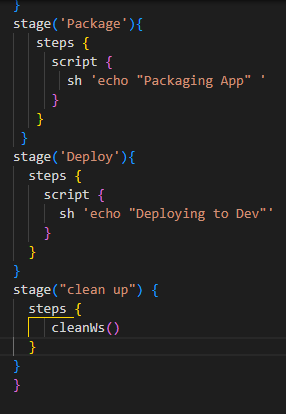 }
stage('Package'){
steps {
script {
sh 'echo "Packaging App" '
}
}
}
stage('Deploy'){
steps {
script {
sh 'echo "Deploying to Dev"'
}
}
}
stage("clean up") {
steps {
cleanWs()
}
}
}